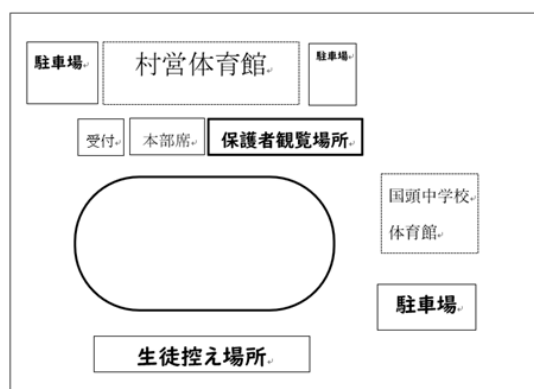 駐車場
村営体育館
駐車場
受付
本部席
保護者観覧場所
国頭中学校
体育館
駐車場
生徒控え場所